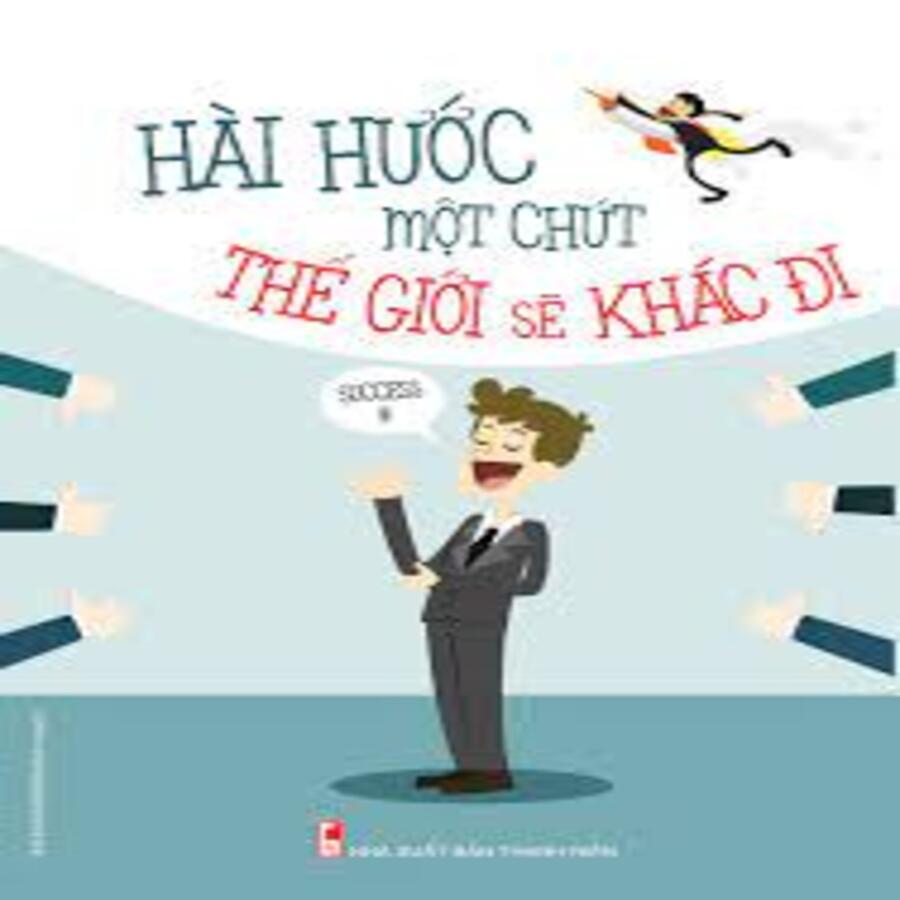 HÀI HƯỚC
MỘT CHÚT
THẾ GIỚI SẼ KHÁC ĐI
SUCCESS
NHÀ XUẤT BẢN THANH NIÊN